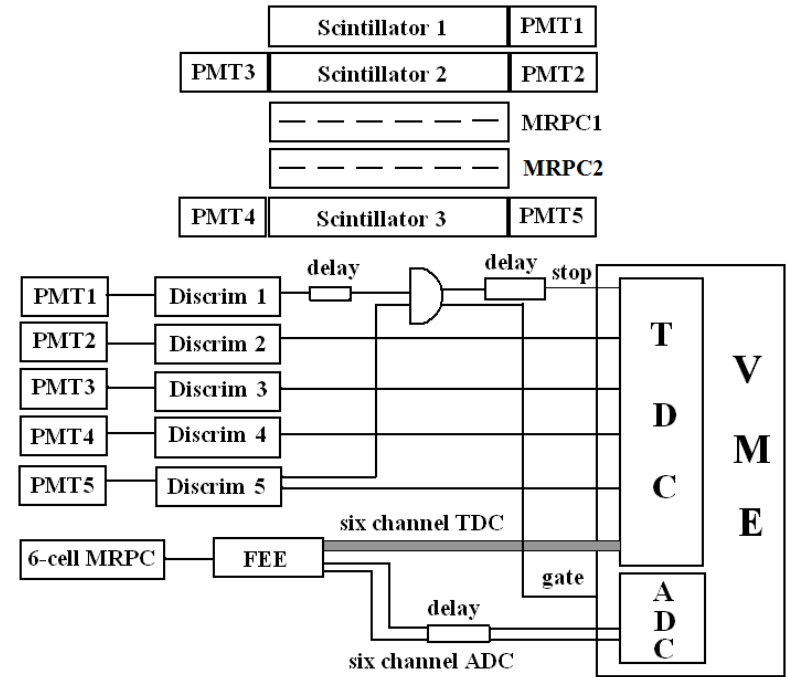 Scintillator 1 PMT1
PMT3 Scintillator 2 PMT2
MRPC1
MRPC2
PMT4 Scintillator 3 PMT5
delay delay stop
PMT1 Discrim 1
PMT2 Discrim 2
PMT3 Discrim 3
PMT4 Discrim 4
PMT5 Discrim 5
T
D
C
V
M
E
six channel TDC
6-cell MRPC FEE
gate
delay
A
D
C
six channel ADC